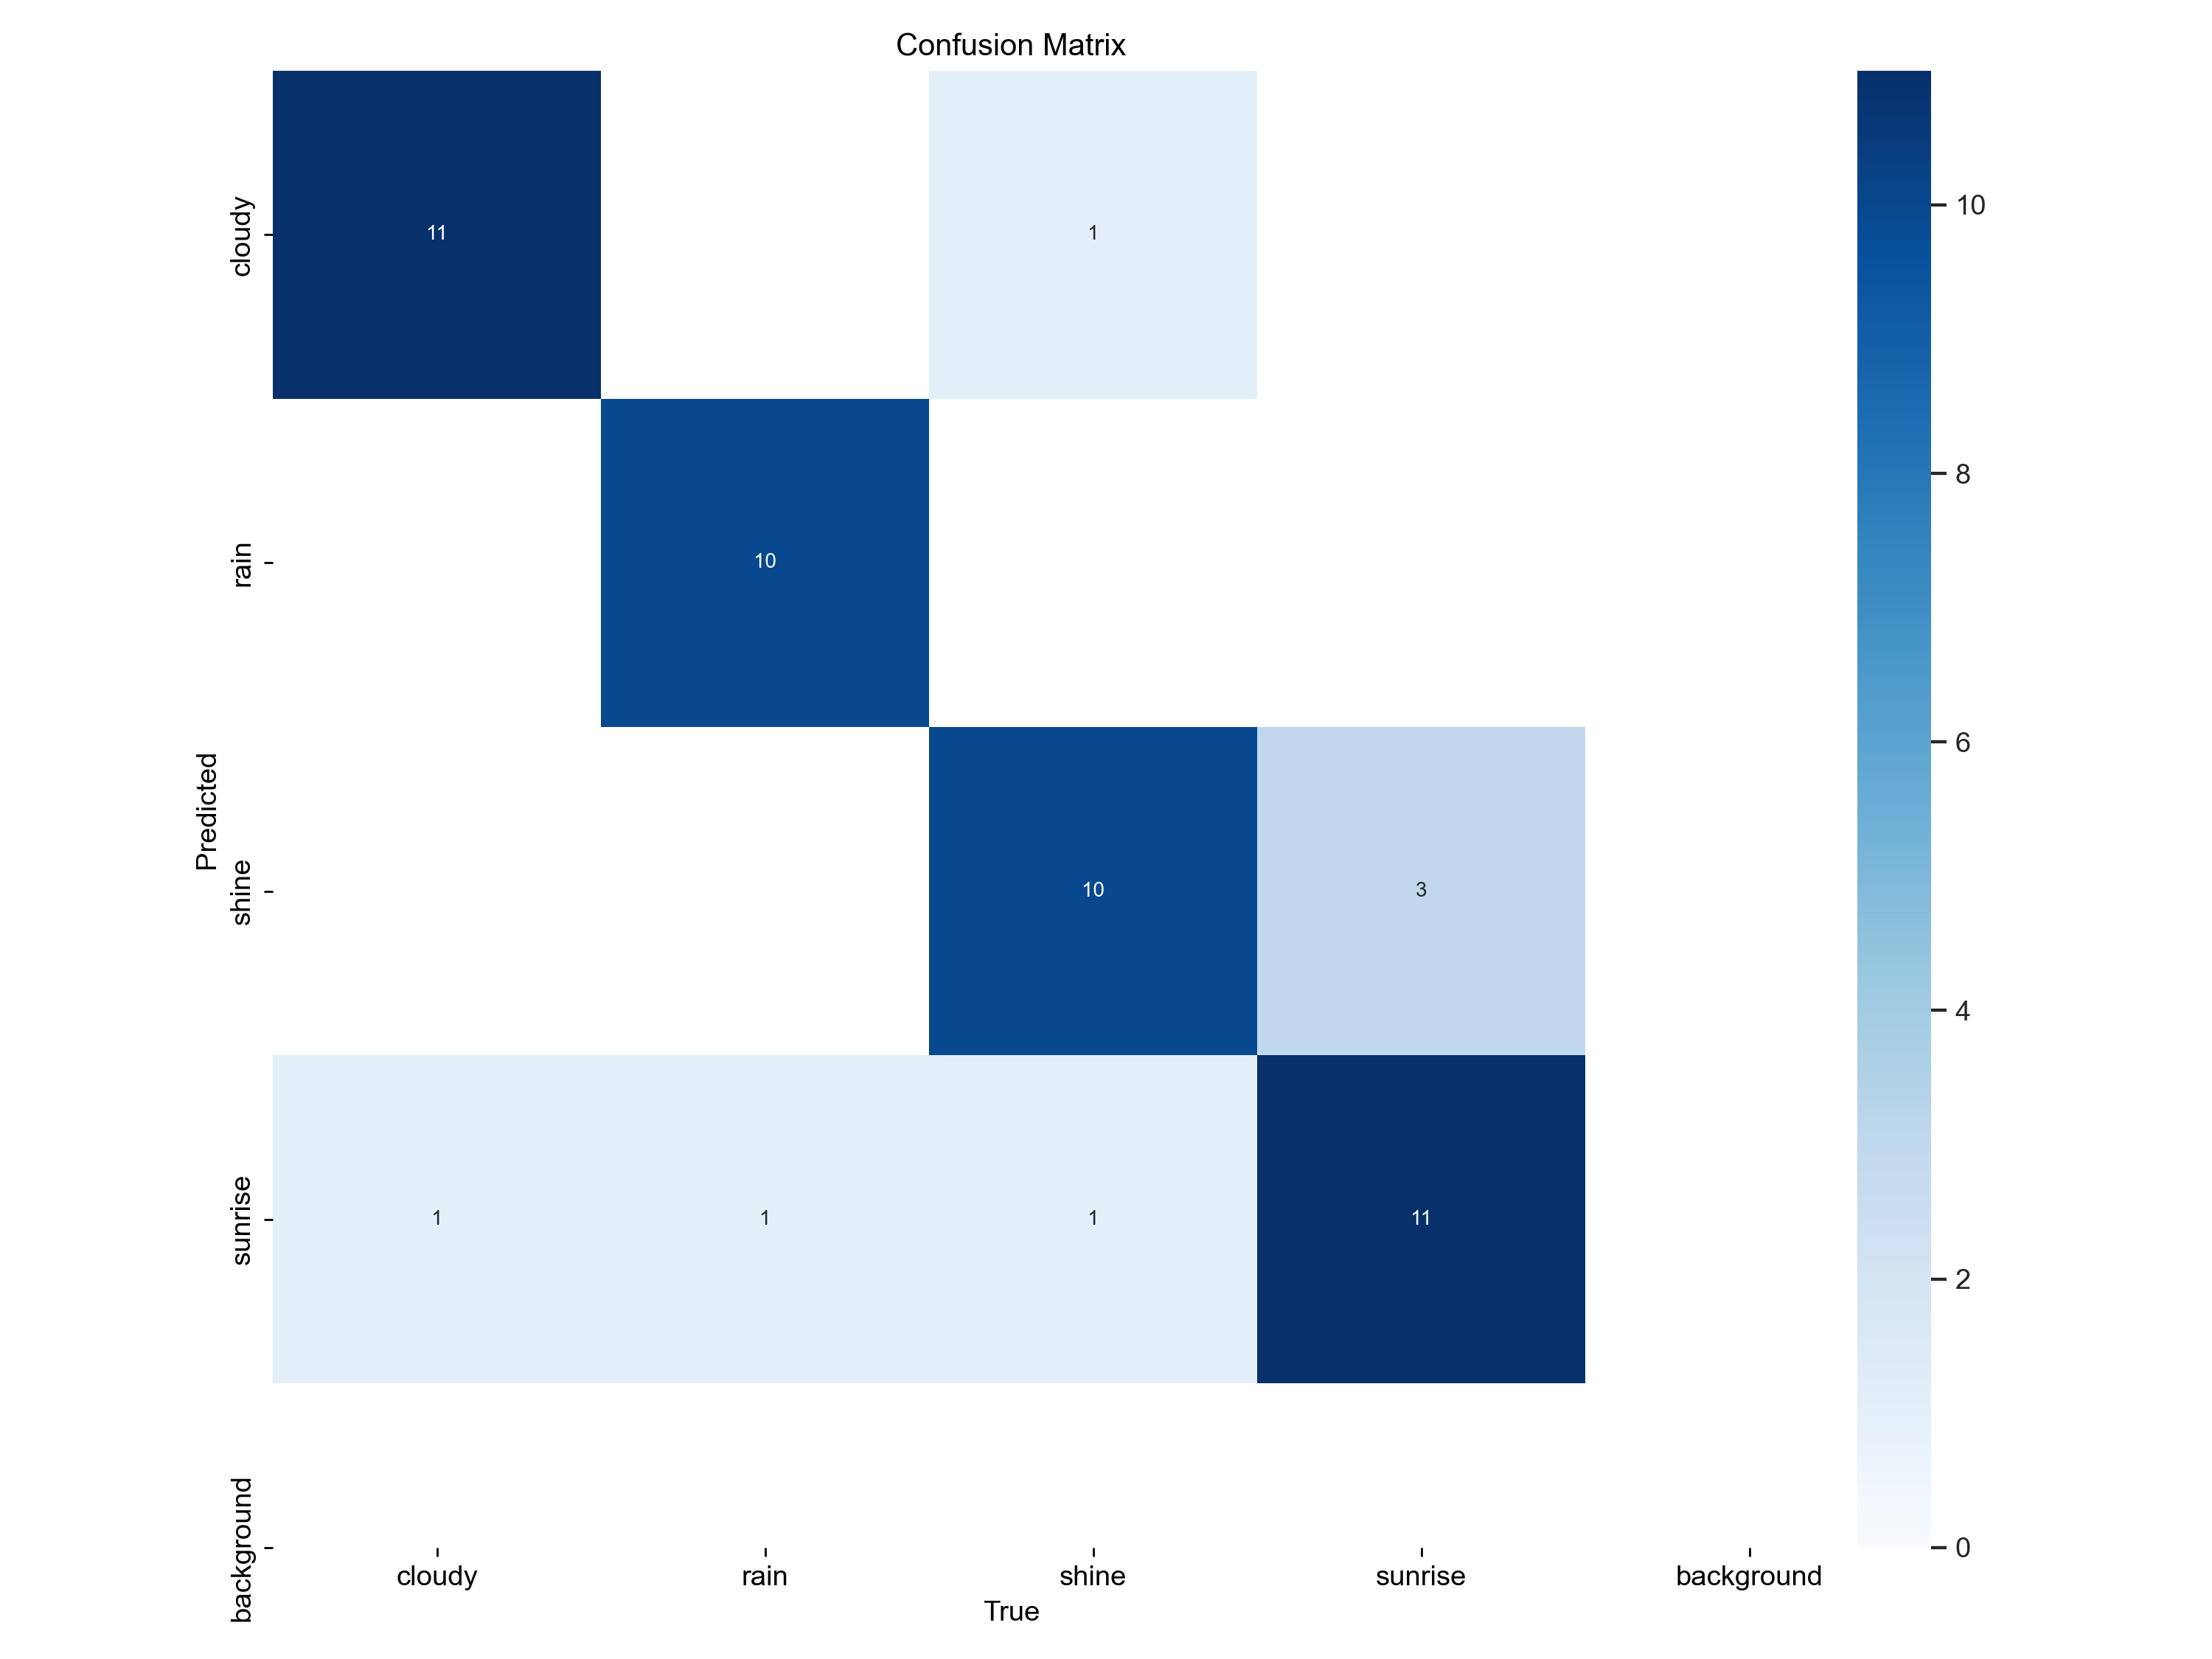 Confusion Matrix
cloudy
11
1
10
rain
10
8
Predicted
6
shine
10
3
4
sunrise
1
1
1
11
2
background
0
cloudy
rain
shine
sunrise
background
True